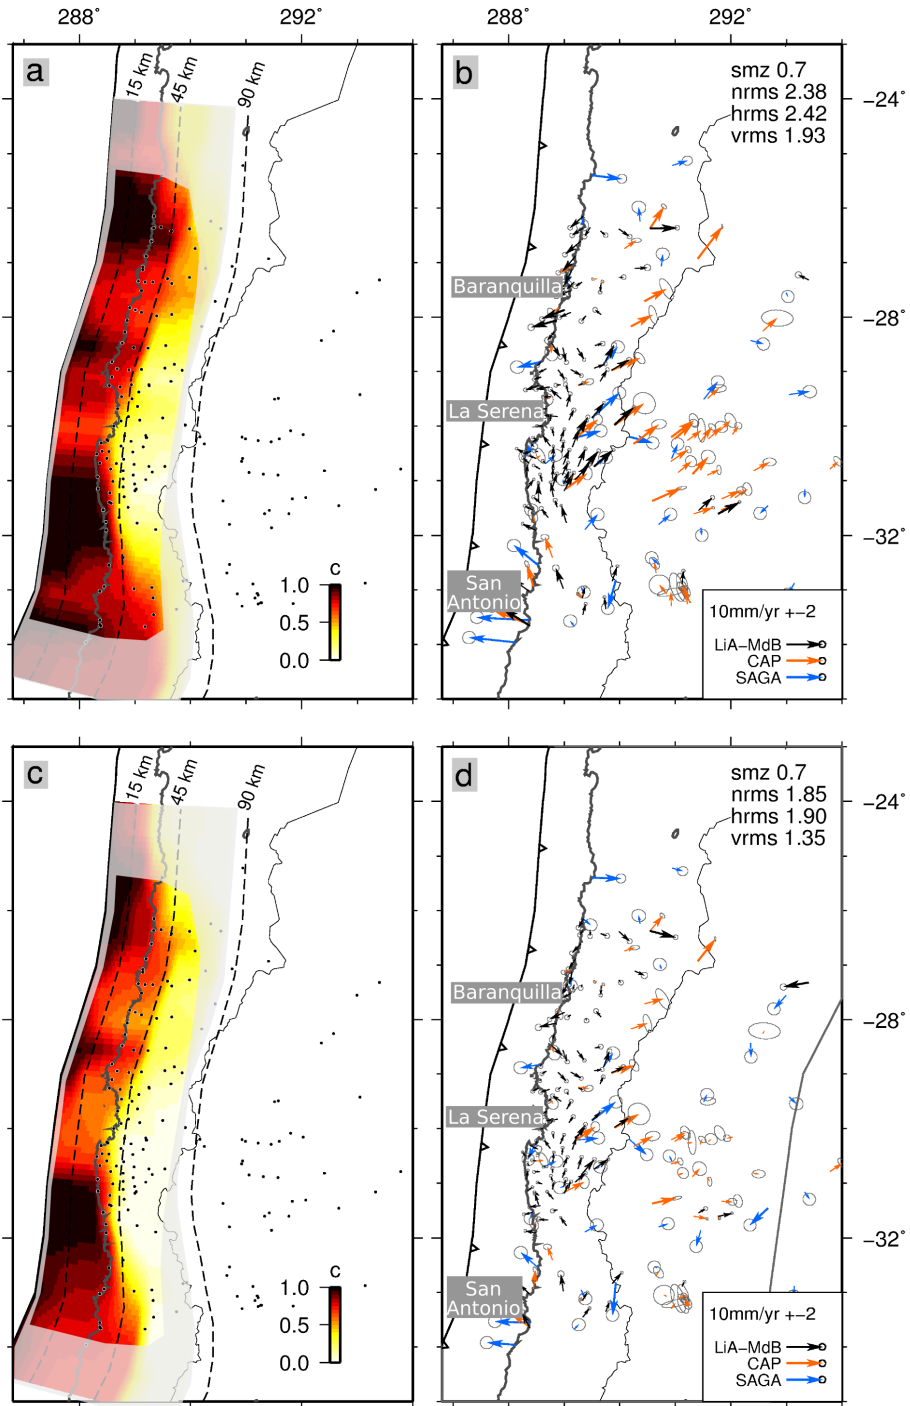 288° 292° 288° 292°
a
15 km
45 km
90 km
c
1.0
0.5
0.0
b
smz 0.7
nrms 2.38
hrms 2.42
vrms 1.93
−24°
−28°
−32°
Baranquilla
La Serena
San
Antonio
10mm/yr +−2
LiA−MdB
CAP
SAGA
c
15 km
45 km
90 km
c
1.0
0.5
0.0
d
smz 0.7
nrms 1.85
hrms 1.90
vrms 1.35
−24°
−28°
−32°
Baranquilla
La Serena
San
Antonio
10mm/yr +−2
LiA−MdB
CAP
SAGA